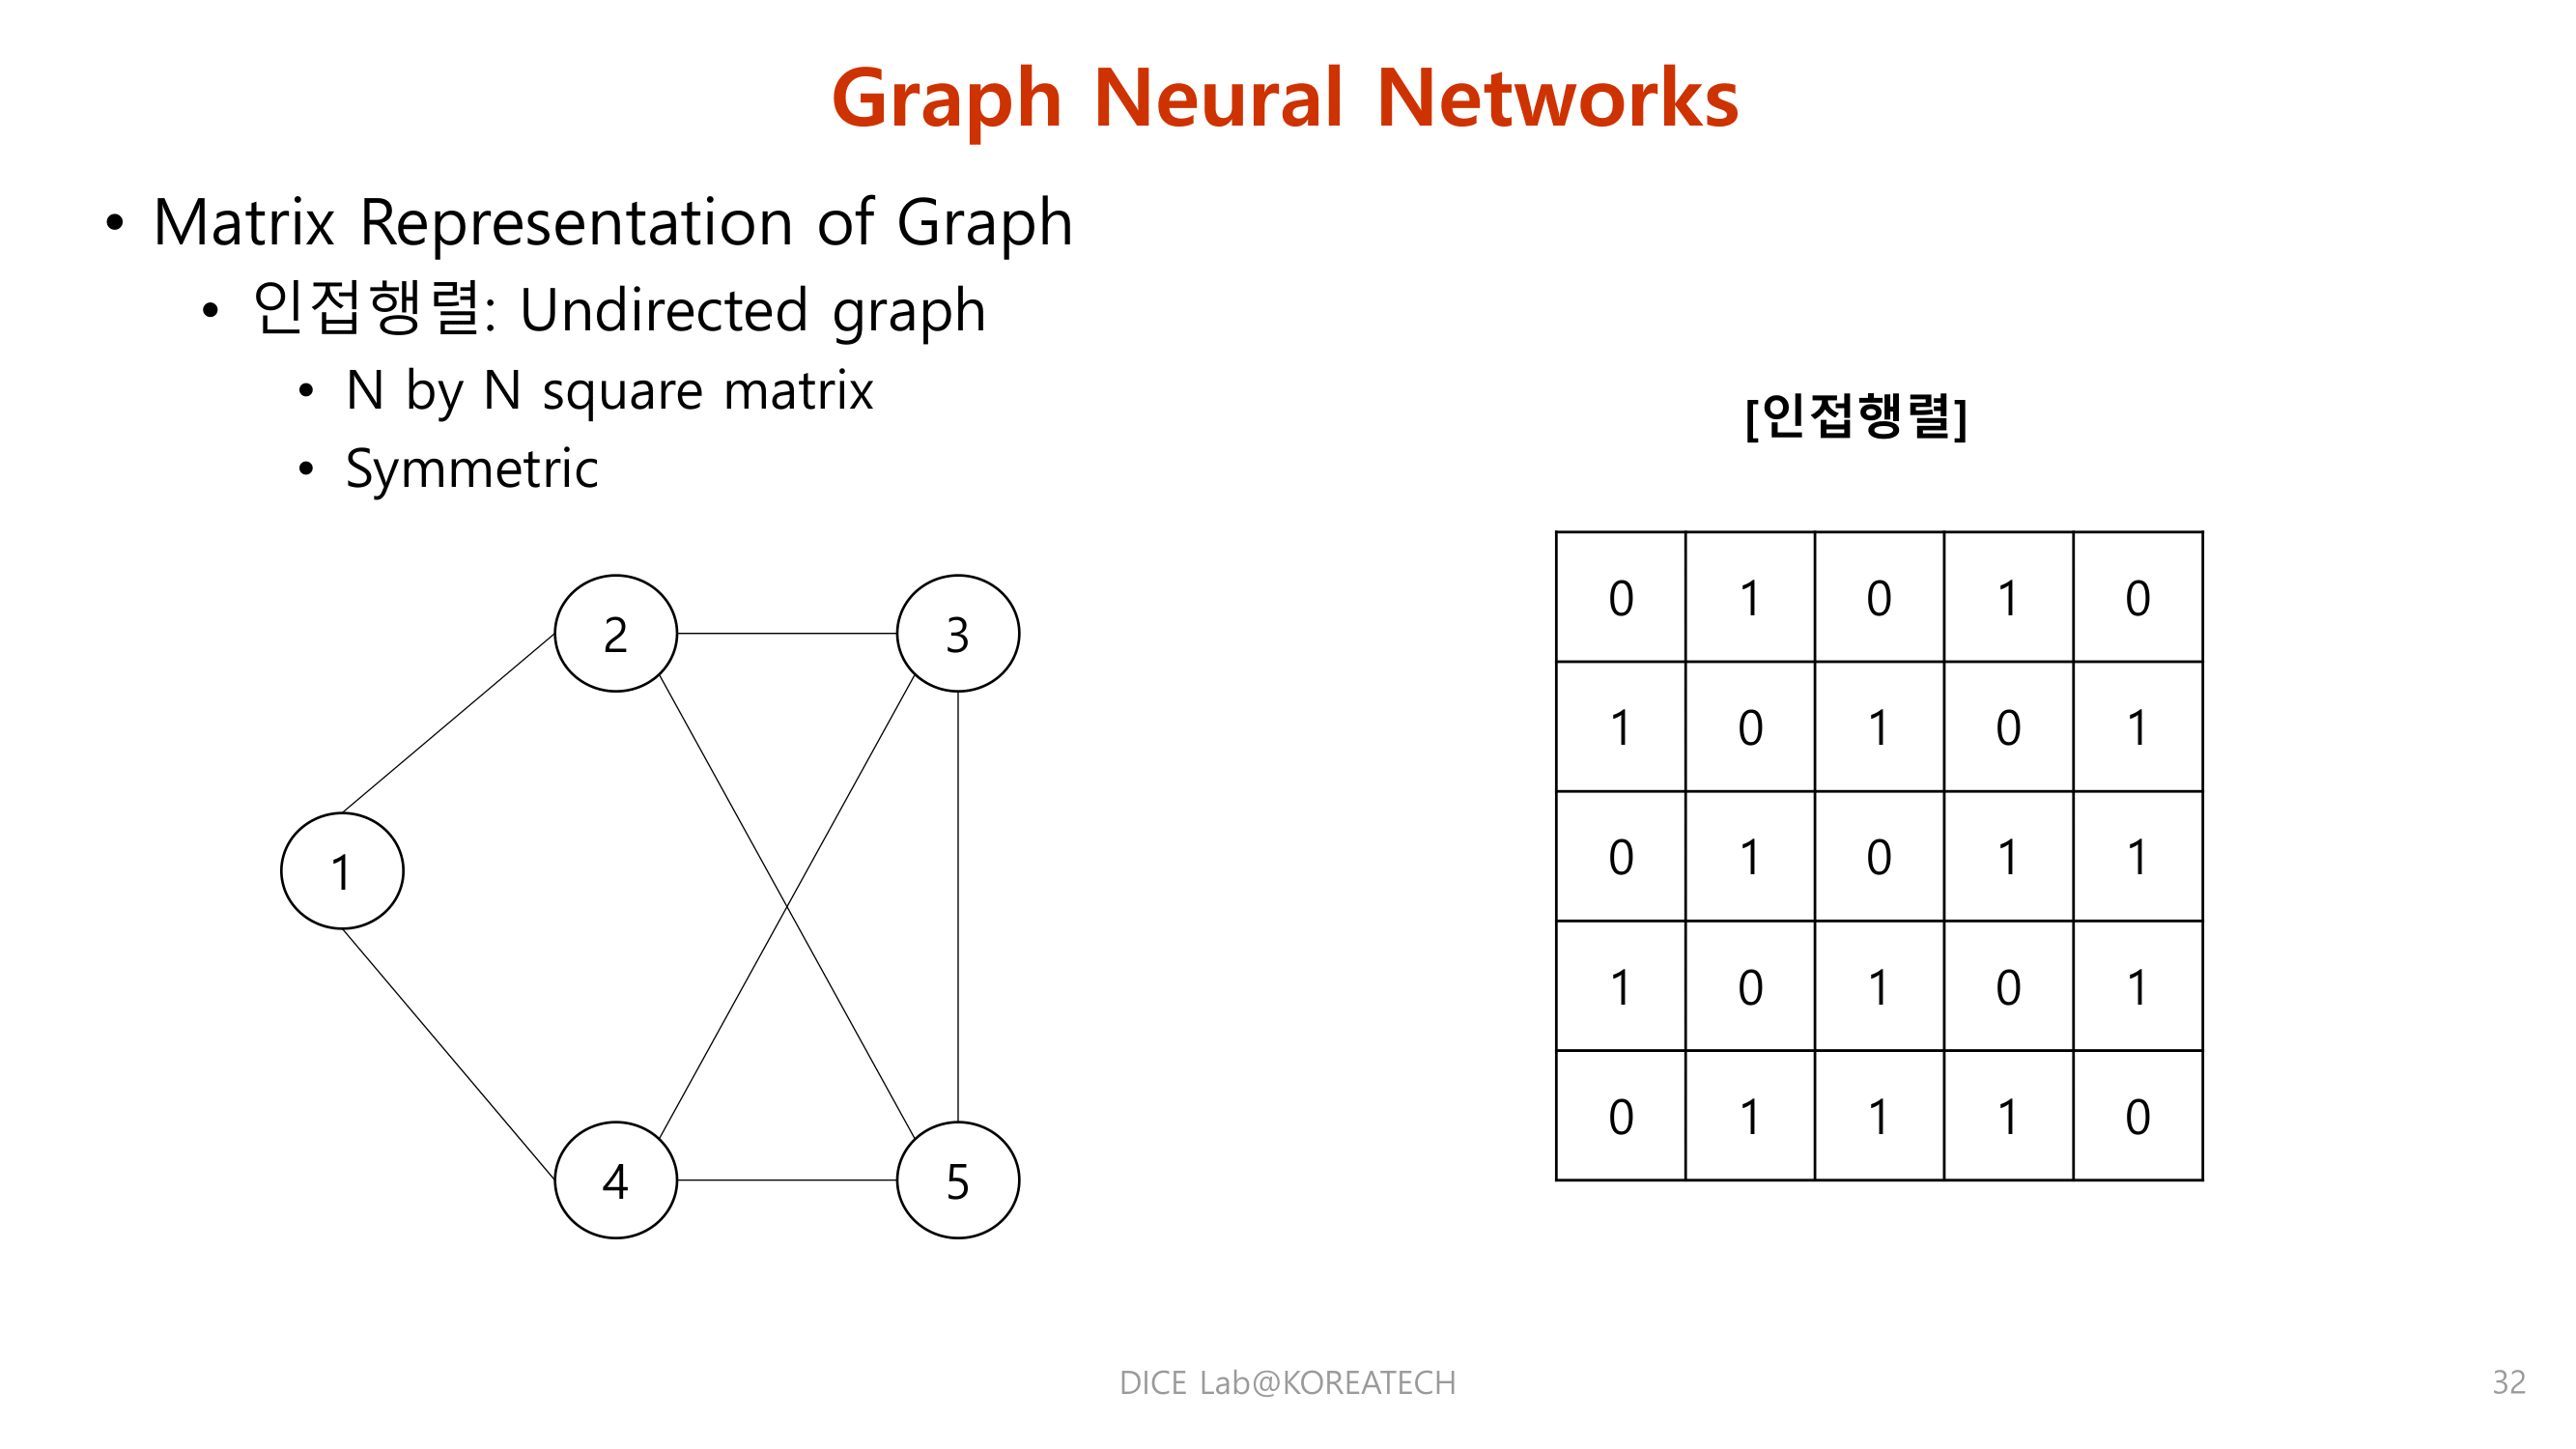 Graph Neural Networks
• Matrix Representation of Graph
• 인접행렬: Undirected graph
• N by N square matrix
• Symmetric
[인접행렬]
2 3
1
4 5
0 1 0 1 0
1 0 1 0 1
0 1 0 1 1
1 0 1 0 1
0 1 1 1 0
DICE Lab@KOREATECH
32